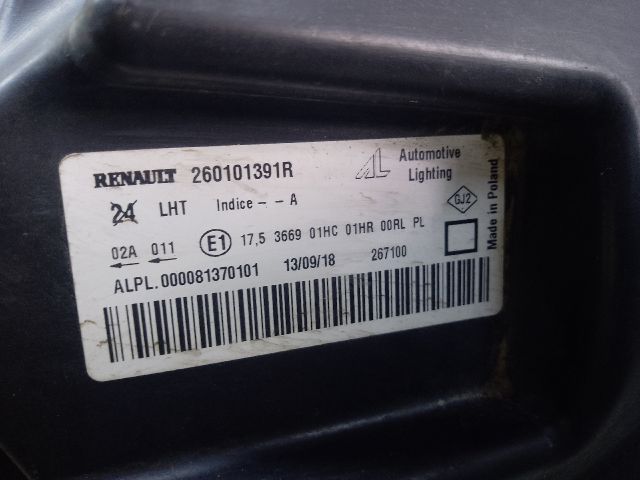 RENAULT 260101391R
AL Automotive Lighting
24 LHT Indice - - A
GJ2
02A 011 E1 17,5 3669 01HC 01HR 00RL PL
ALPL.000081370101 13/09/18 267100
Made in Poland